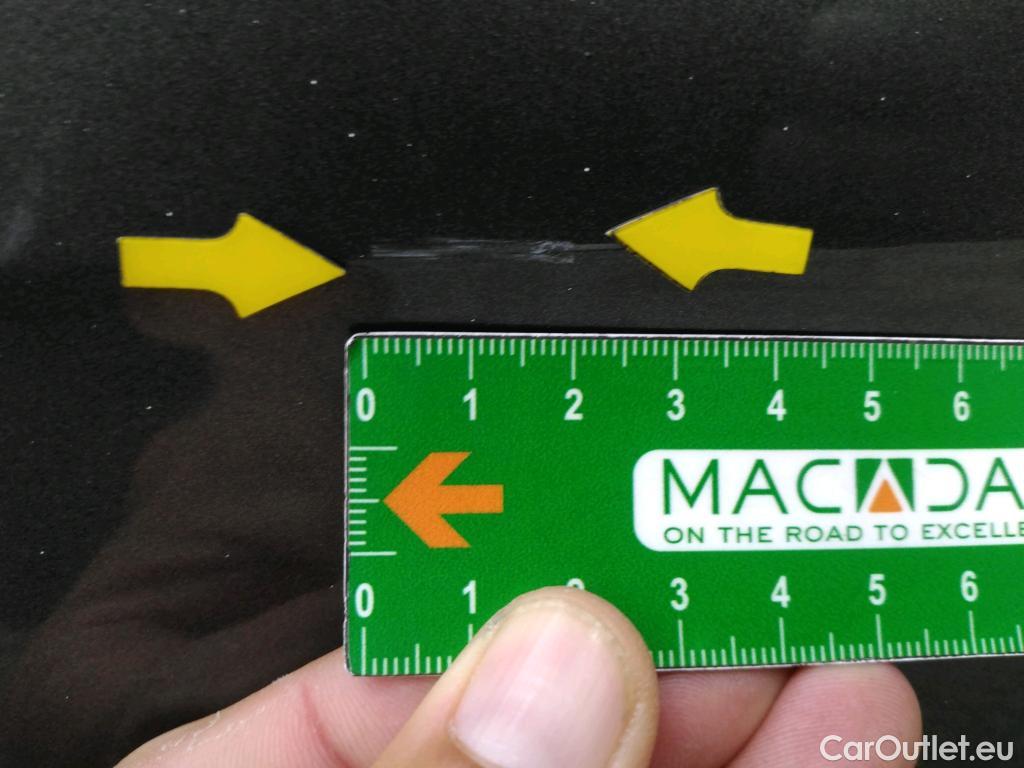 0 1 2 3 4 5 6
MACADA
ON THE ROAD TO EXCELLE
0 1 2 3 4 5 6
CarOutlet.eu